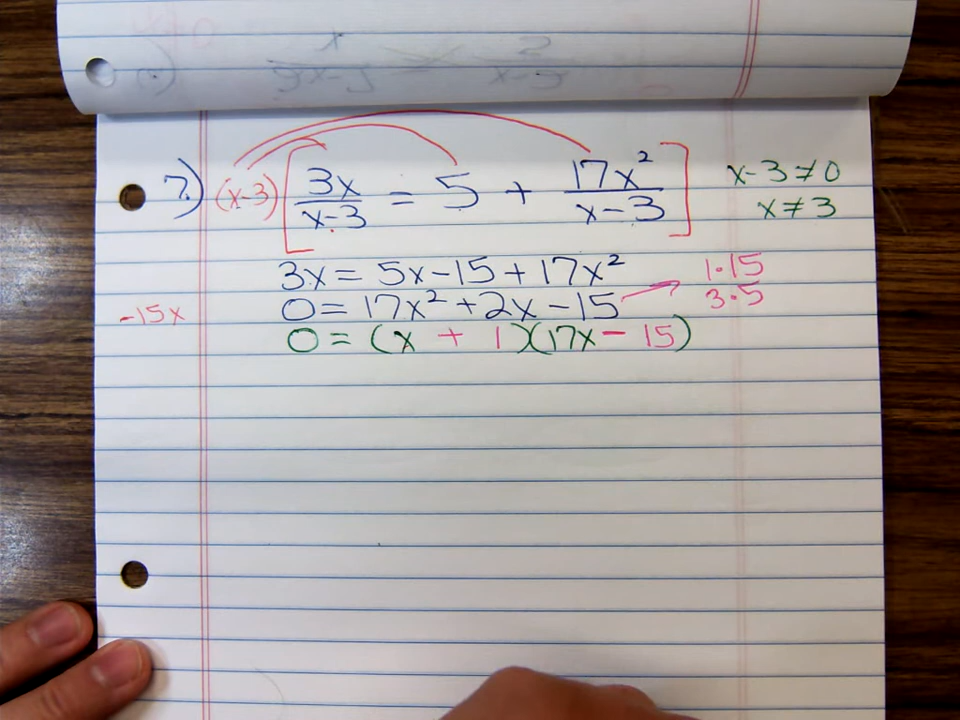 7.) (x-3) [ 3x/(x-3) = 5 + 17x²/(x-3) ] x-3≠0
x≠3
3x = 5x-15+17x² 1·15
0 = 17x²+2x-15 3·5
-15x
0 = (x + 1)(17x - 15)